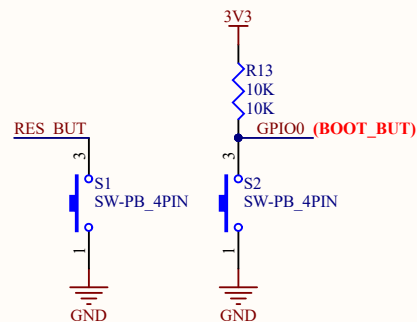 3V3
R13
10K
10K
RES_BUT
GPIO0 (BOOT_BUT)
3
S1
SW-PB_4PIN
1
GND
3
S2
SW-PB_4PIN
1
GND